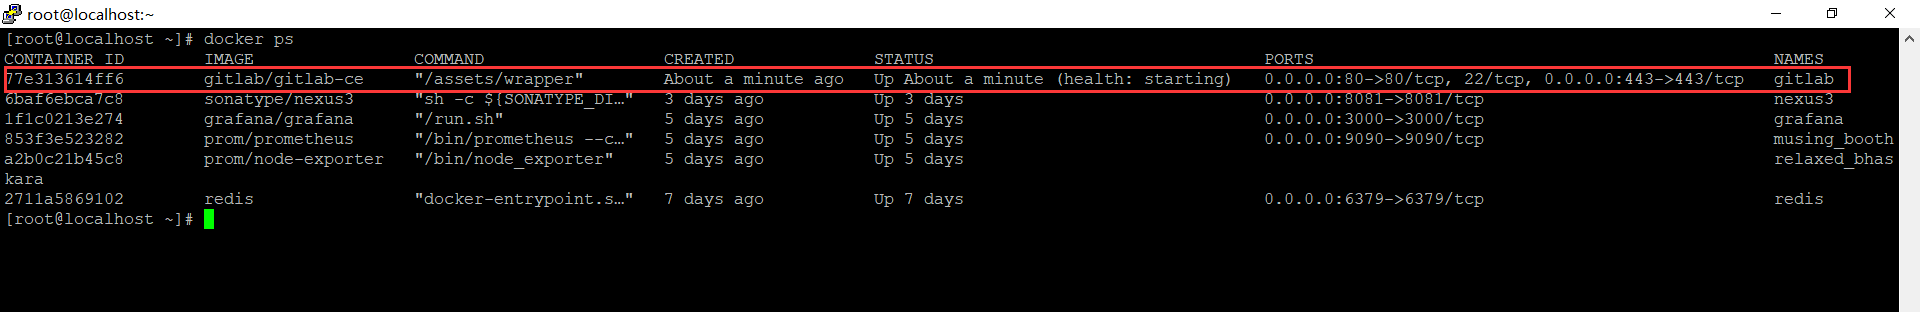 root@localhost:~
[root@localhost ~]# docker ps
CONTAINER ID        IMAGE                COMMAND                  CREATED              STATUS                                 PORTS                                              NAMES
77e313614ff6        gitlab/gitlab-ce     "/assets/wrapper"        About a minute ago   Up About a minute (health: starting)   0.0.0.0:80->80/tcp, 22/tcp, 0.0.0.0:443->443/tcp   gitlab
6baf6ebca7c8        sonatype/nexus3      "sh -c ${SONATYPE_DI…"   3 days ago           Up 3 days                              0.0.0.0:8081->8081/tcp                             nexus3
1f1c0213e274        grafana/grafana      "/run.sh"                5 days ago           Up 5 days                              0.0.0.0:3000->3000/tcp                             grafana
853f3e523282        prom/prometheus      "/bin/prometheus --c…"   5 days ago           Up 5 days                              0.0.0.0:9090->9090/tcp                             musing_booth
a2b0c21b45c8        prom/node-exporter   "/bin/node_exporter"     5 days ago           Up 5 days                                                                                 relaxed_bhas
kara
2711a5869102        redis                "docker-entrypoint.s…"   7 days ago           Up 7 days                              0.0.0.0:6379->6379/tcp                             redis
[root@localhost ~]#